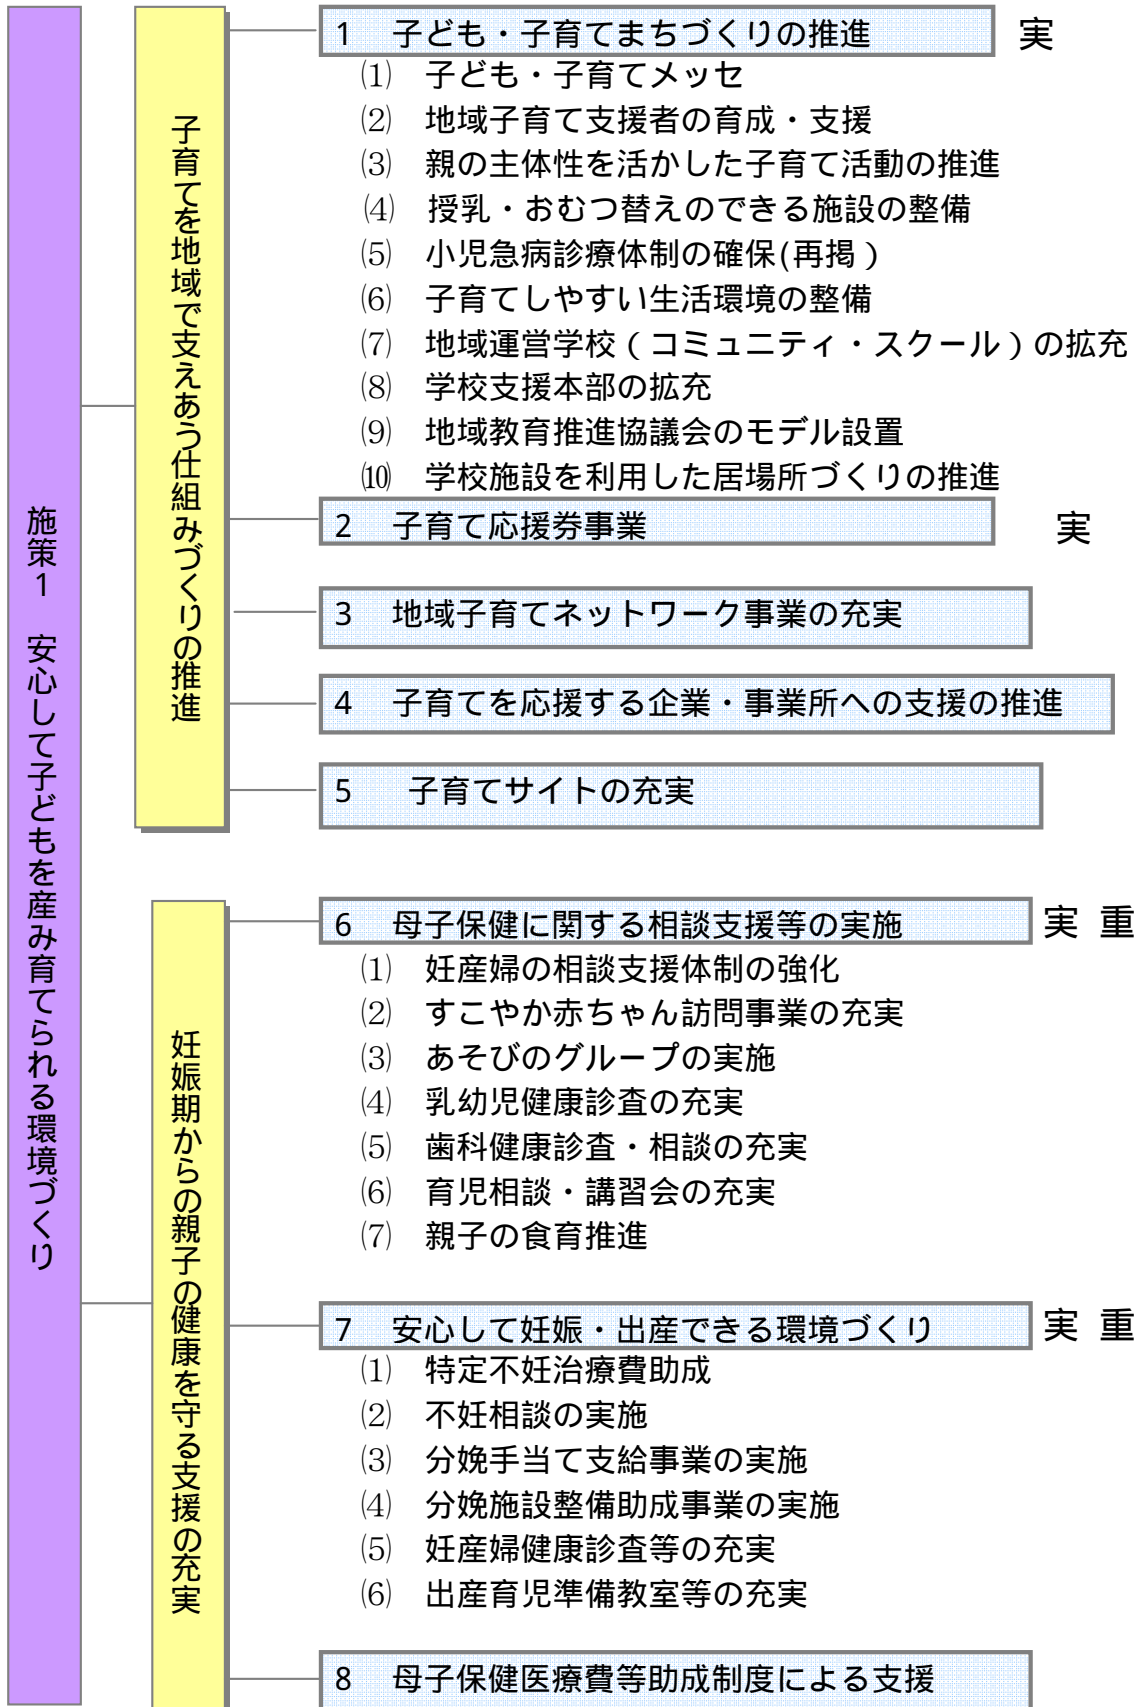 施策1　安心して子どもを産み育てられる環境づくり
子育てを地域で支えあう仕組みづくりの推進
1　子ども・子育てまちづくりの推進　実
⑴　子ども・子育てメッセ
⑵　地域子育て支援者の育成・支援
⑶　親の主体性を活かした子育て活動の推進
⑷　授乳・おむつ替えのできる施設の整備
⑸　小児急病診療体制の確保(再掲）
⑹　子育てしやすい生活環境の整備
⑺　地域運営学校（コミュニティ・スクール）の拡充
⑻　学校支援本部の拡充
⑼　地域教育推進協議会のモデル設置
⑽　学校施設を利用した居場所づくりの推進
2　子育て応援券事業　実
3　地域子育てネットワーク事業の充実
4　子育てを応援する企業・事業所への支援の推進
5　子育てサイトの充実
妊娠期からの親子の健康を守る支援の充実
6　母子保健に関する相談支援等の実施　実 重
⑴　妊産婦の相談支援体制の強化
⑵　すこやか赤ちゃん訪問事業の充実
⑶　あそびのグループの実施
⑷　乳幼児健康診査の充実
⑸　歯科健康診査・相談の充実
⑹　育児相談・講習会の充実
⑺　親子の食育推進
7　安心して妊娠・出産できる環境づくり　実 重
⑴　特定不妊治療費助成
⑵　不妊相談の実施
⑶　分娩手当て支給事業の実施
⑷　分娩施設整備助成事業の実施
⑸　妊産婦健康診査等の充実
⑹　出産育児準備教室等の充実
8　母子保健医療費等助成制度による支援